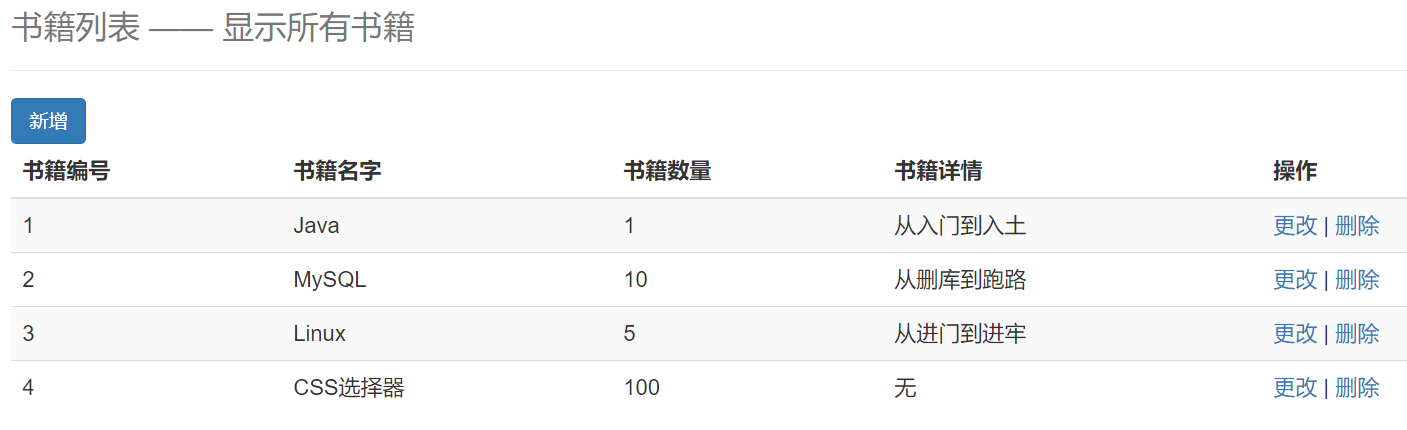 书籍列表 —— 显示所有书籍
新增
书籍编号 书籍名字 书籍数量 书籍详情 操作
1 Java 1 从入门到入土 更改 | 删除
2 MySQL 10 从删库到跑路 更改 | 删除
3 Linux 5 从进门到进牢 更改 | 删除
4 CSS选择器 100 无 更改 | 删除